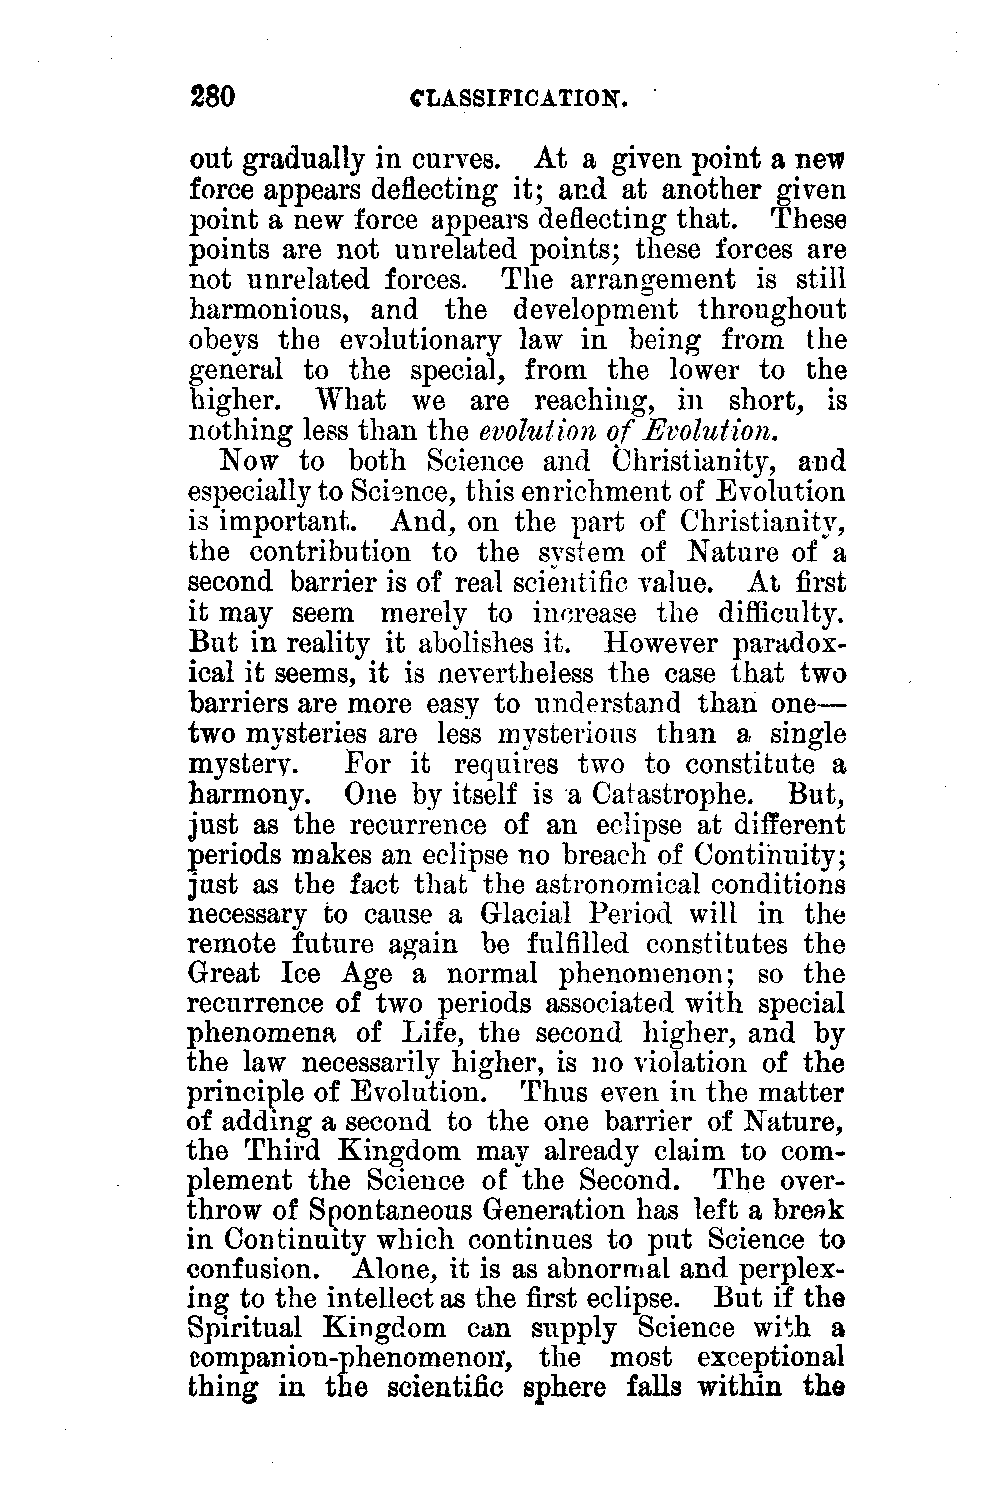 280 CLASSIFICATION.
out gradually in curves. At a given point a new
force appears deflecting it; and at another given
point a new force appears deflecting that. These
points are not unrelated points; these forces are
not unrelated forces. The arrangement is still
harmonious, and the development throughout
obeys the evolutionary law in being from the
general to the special, from the lower to the
higher. What we are reaching, in short, is
nothing less than the evolution of Evolution.
Now to both Science and Christianity, and
especially to Science, this enrichment of Evolution
is important. And, on the part of Christianity,
the contribution to the system of Nature of a
second barrier is of real scientific value. At first
it may seem merely to increase the difficulty.
But in reality it abolishes it. However paradox-
ical it seems, it is nevertheless the case that two
barriers are more easy to understand than one—
two mysteries are less mysterious than a single
mystery. For it requires two to constitute a
harmony. One by itself is a Catastrophe. But,
just as the recurrence of an eclipse at different
periods makes an eclipse no breach of Continuity;
just as the fact that the astronomical conditions
necessary to cause a Glacial Period will in the
remote future again be fulfilled constitutes the
Great Ice Age a normal phenomenon; so the
recurrence of two periods associated with special
phenomena of Life, the second higher, and by
the law necessarily higher, is no violation of the
principle of Evolution. Thus even in the matter
of adding a second to the one barrier of Nature,
the Third Kingdom may already claim to com-
plement the Science of the Second. The over-
throw of Spontaneous Generation has left a break
in Continuity which continues to put Science to
confusion. Alone, it is as abnormal and perplex-
ing to the intellect as the first eclipse. But if the
Spiritual Kingdom can supply Science with a
companion-phenomenon, the most exceptional
thing in the scientific sphere falls within the